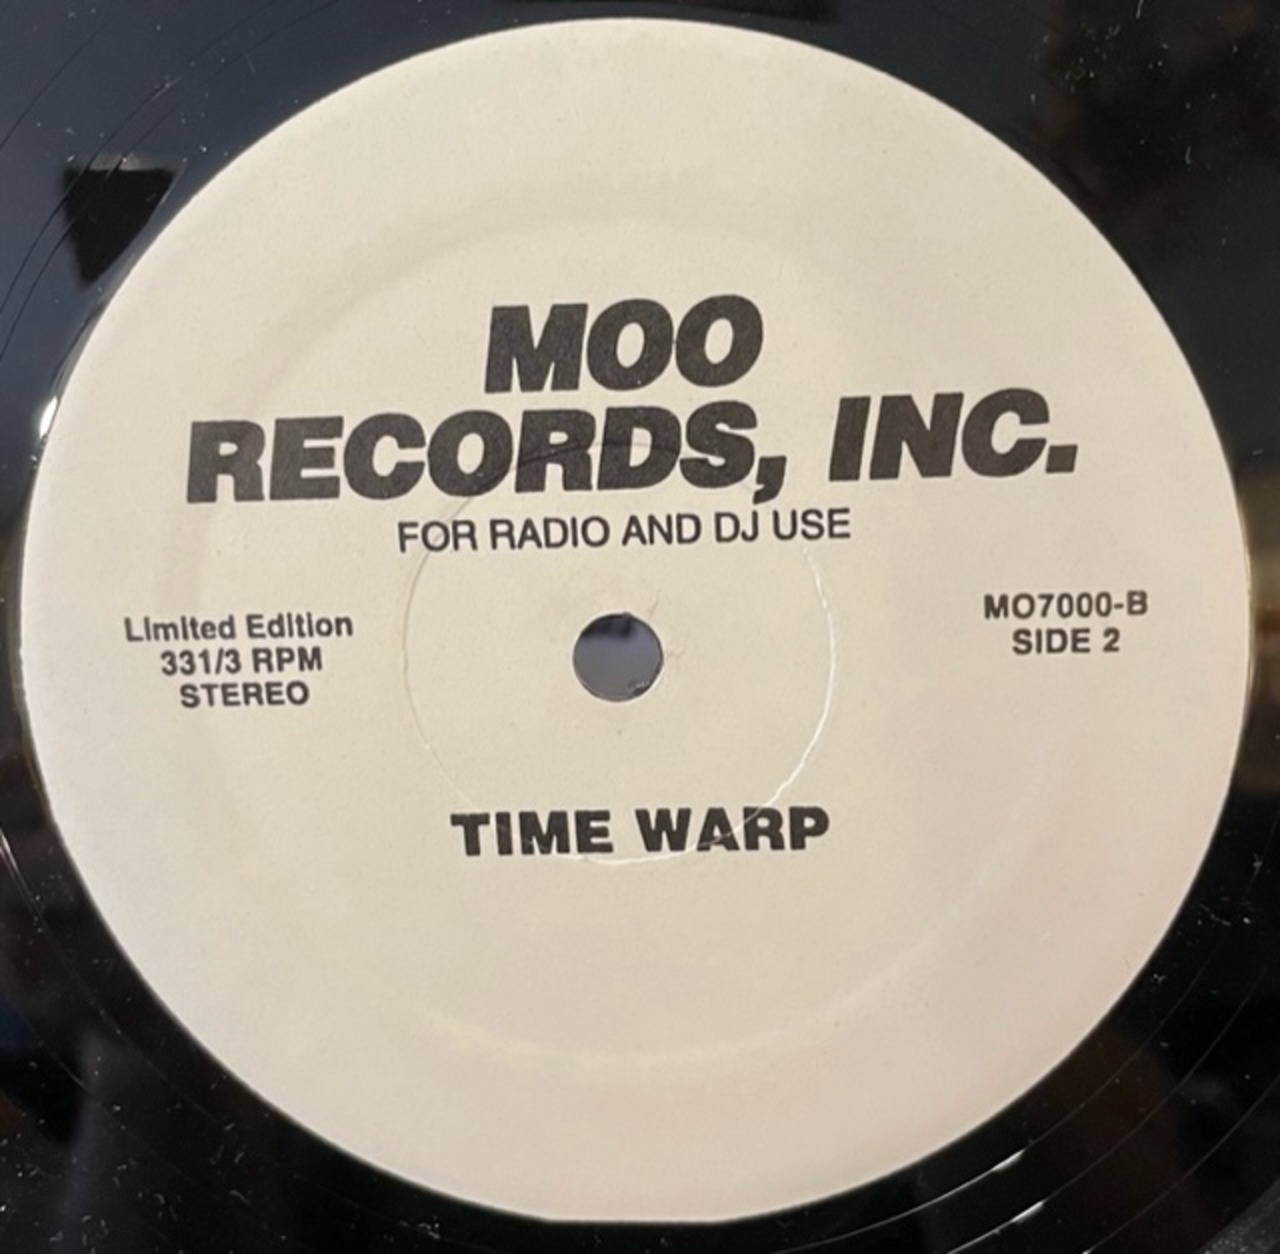 MOO
RECORDS, INC.
FOR RADIO AND DJ USE
Limited Edition
331/3 RPM
STEREO
MO7000-B
SIDE 2
TIME WARP